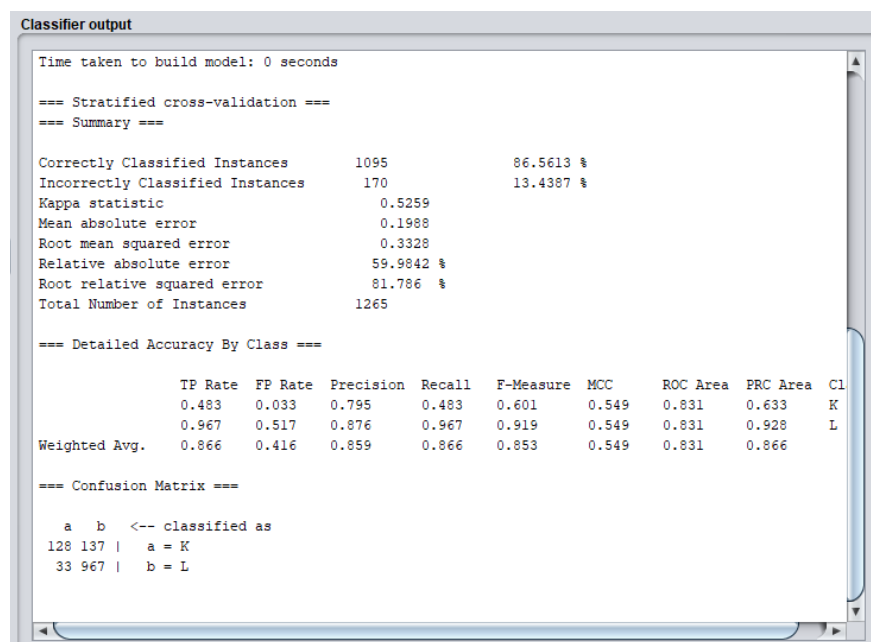 Classifier output
Time taken to build model: 0 seconds
=== Stratified cross-validation ===
=== Summary ===
Correctly Classified Instances 1095 86.5613 %
Incorrectly Classified Instances 170 13.4387 %
Kappa statistic 0.5259
Mean absolute error 0.1988
Root mean squared error 0.3328
Relative absolute error 59.9842 %
Root relative squared error 81.786 %
Total Number of Instances 1265
=== Detailed Accuracy By Class ===
TP Rate FP Rate Precision Recall F-Measure MCC ROC Area PRC Area Cl
0.483 0.033 0.795 0.483 0.601 0.549 0.831 0.633 K
0.967 0.517 0.876 0.967 0.919 0.549 0.831 0.928 L
Weighted Avg. 0.866 0.416 0.859 0.866 0.853 0.549 0.831 0.866
=== Confusion Matrix ===
a b <-- classified as
128 137 | a = K
33 967 | b = L